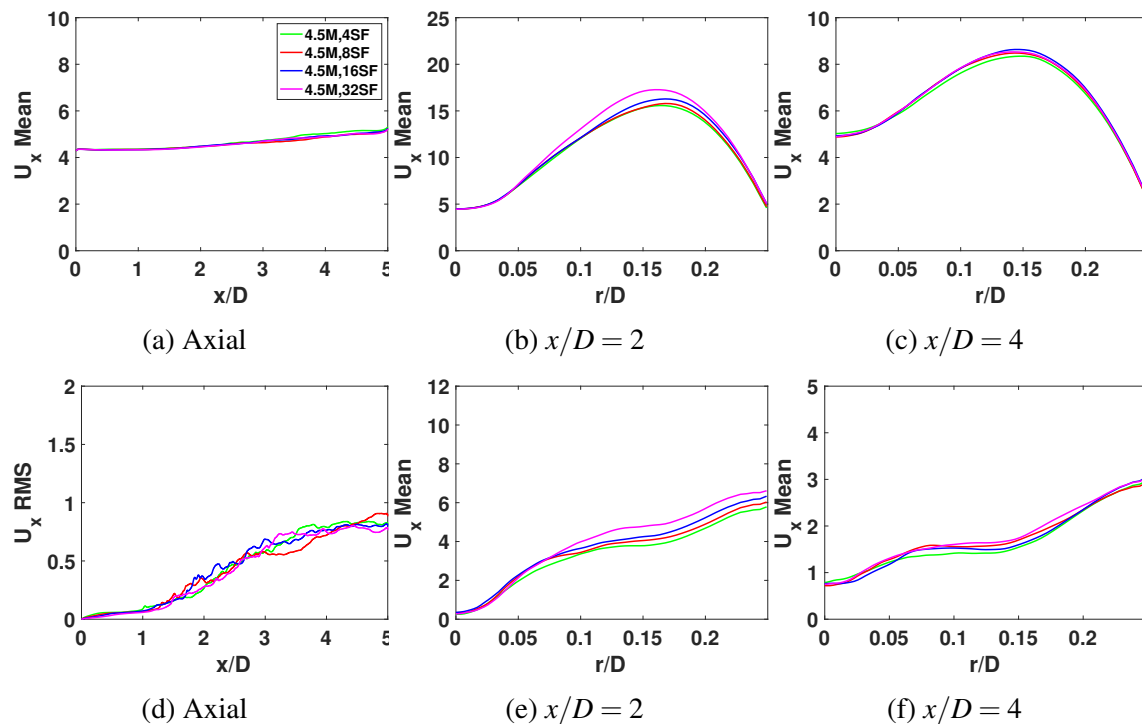 10
8
6
4
2
0
U_x Mean
0 1 2 3 4 5
x/D
4.5M,4SF
4.5M,8SF
4.5M,16SF
4.5M,32SF
(a) Axial
25
20
15
10
5
0
U_x Mean
0 0.05 0.1 0.15 0.2
r/D
(b) x/D = 2
10
8
6
4
2
0
U_x Mean
0 0.05 0.1 0.15 0.2
r/D
(c) x/D = 4
2
1.5
1
0.5
0
U_x RMS
0 1 2 3 4 5
x/D
(d) Axial
12
10
8
6
4
2
0
U_x Mean
0 0.05 0.1 0.15 0.2
r/D
(e) x/D = 2
5
4
3
2
1
0
U_x Mean
0 0.05 0.1 0.15 0.2
r/D
(f) x/D = 4